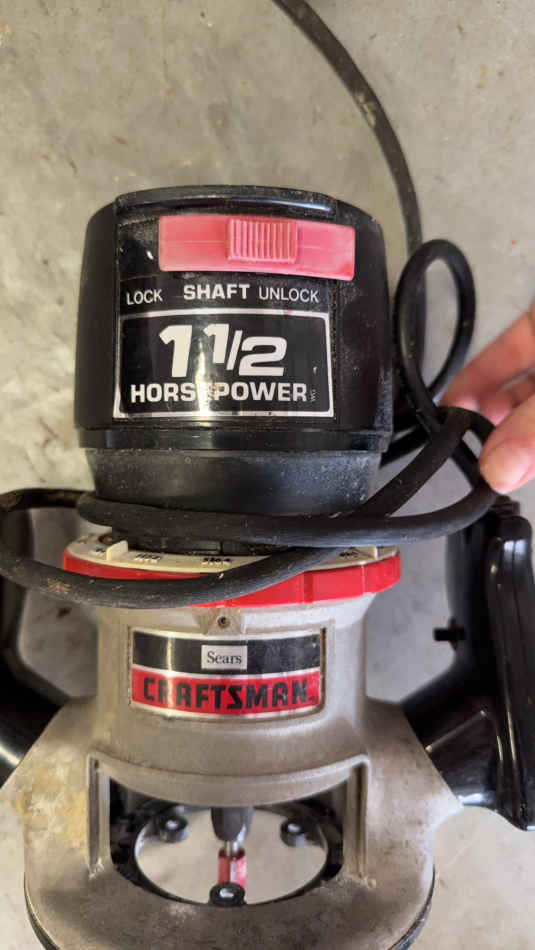 LOCK SHAFT UNLOCK
1 1/2
HORSEPOWER
Sears
CRAFTSMAN